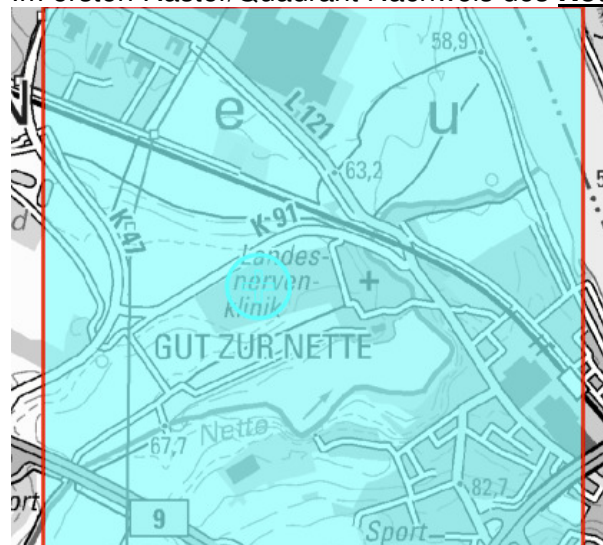 Im ersten Raster/Quadrant Nachweis des
58,9
e u
L 121
63,2
K 91
K 47
Landes-
nerven-
klinik
GUT ZUR NETTE
Nette
67,7
82,7
9
Sport